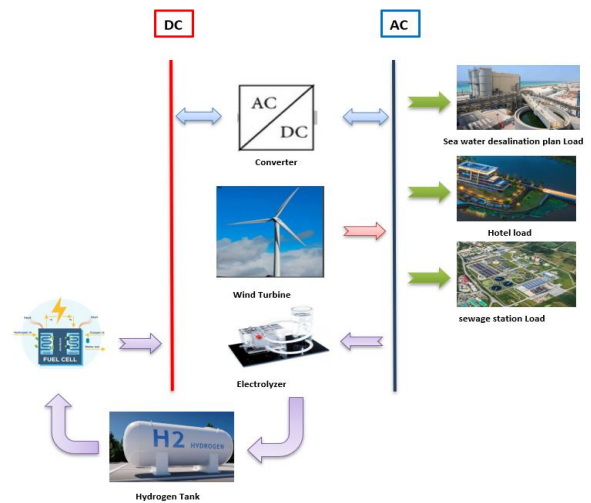 DC
AC
AC
DC
Converter
Sea water desalination plan Load
Hotel load
Wind Turbine
sewage station Load
FUEL CELL
Electrolyzer
H2 HYDROGEN
Hydrogen Tank